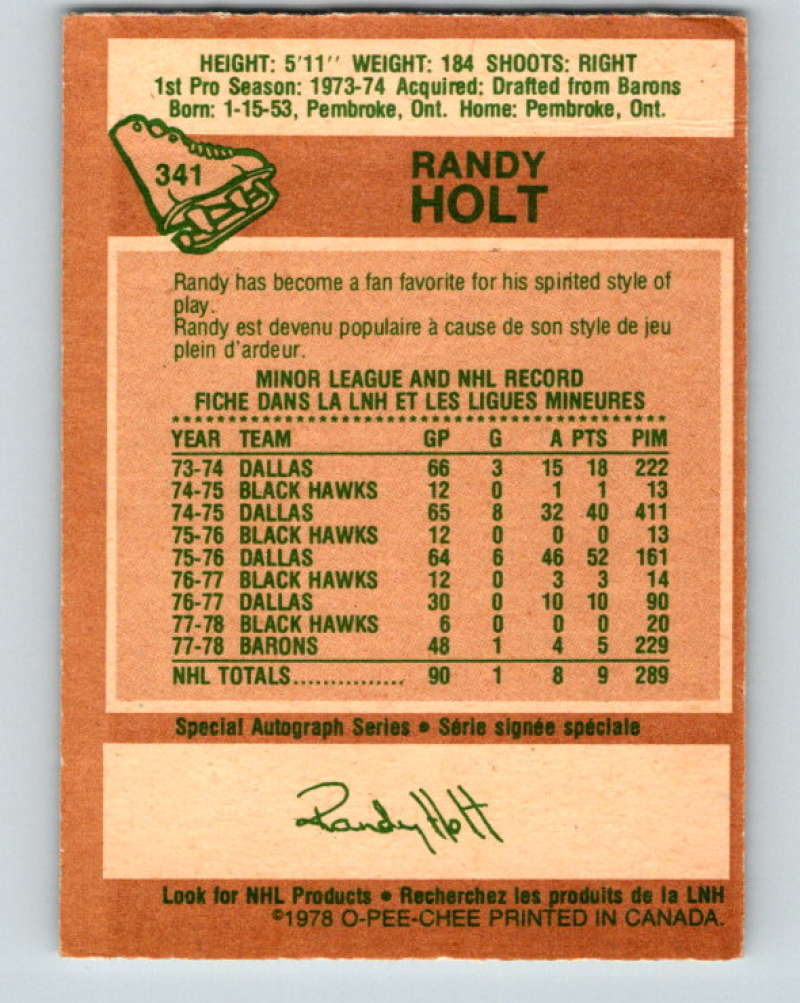 HEIGHT: 5'11'' WEIGHT: 184 SHOOTS: RIGHT
1st Pro Season: 1973-74 Acquired: Drafted from Barons
Born: 1-15-53, Pembroke, Ont. Home: Pembroke, Ont.
341
RANDY
HOLT
Randy has become a fan favorite for his spirited style of
play.
Randy est devenu populaire à cause de son style de jeu
plein d'ardeur.
MINOR LEAGUE AND NHL RECORD
FICHE DANS LA LNH ET LES LIGUES MINEURES
YEAR TEAM GP G A PTS PIM
73-74 DALLAS 66 3 15 18 222
74-75 BLACK HAWKS 12 0 1 1 13
74-75 DALLAS 65 8 32 40 411
75-76 BLACK HAWKS 12 0 0 0 13
75-76 DALLAS 64 6 46 52 161
76-77 BLACK HAWKS 12 0 3 3 14
76-77 DALLAS 30 0 10 10 90
77-78 BLACK HAWKS 6 0 0 0 20
77-78 BARONS 48 1 4 5 229
NHL TOTALS............... 90 1 8 9 289
Special Autograph Series • Série signée spéciale
Randy Holt
Look for NHL Products • Recherchez les produits de la LNH
©1978 O-PEE-CHEE PRINTED IN CANADA.